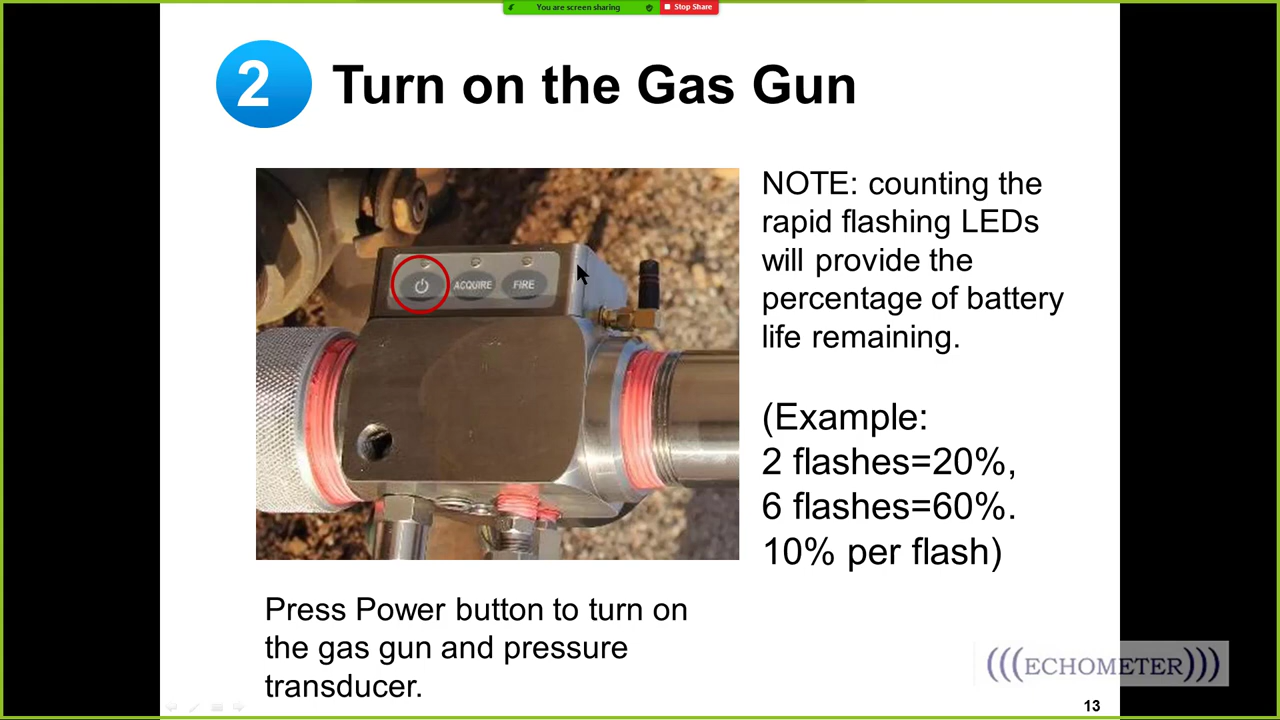 You are screen sharing
Stop Share
2
Turn on the Gas Gun
ACQUIRE
FIRE
NOTE: counting the
rapid flashing LEDs
will provide the
percentage of battery
life remaining.
(Example:
2 flashes=20%,
6 flashes=60%.
10% per flash)
Press Power button to turn on
the gas gun and pressure
transducer.
(((ECHOMETER)))
13